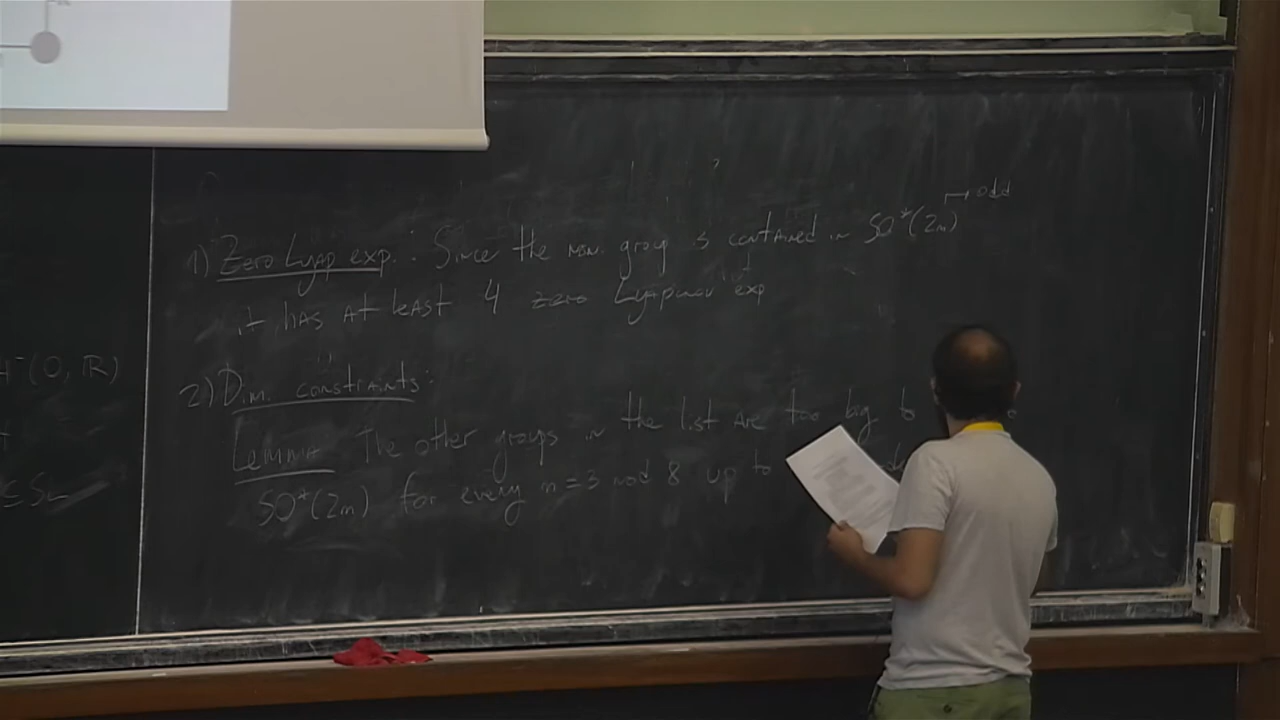 H¹(O, ℝ)
odd
1) Zero Lyap exp.: Since the mon. group is contained in SO*(2m)
it has at least 4 zero Lyapunov exp
2) Dim. constraints:
Lemma The other groups in the list are too big to
SO*(2m) for every n=3 mod 8 up to